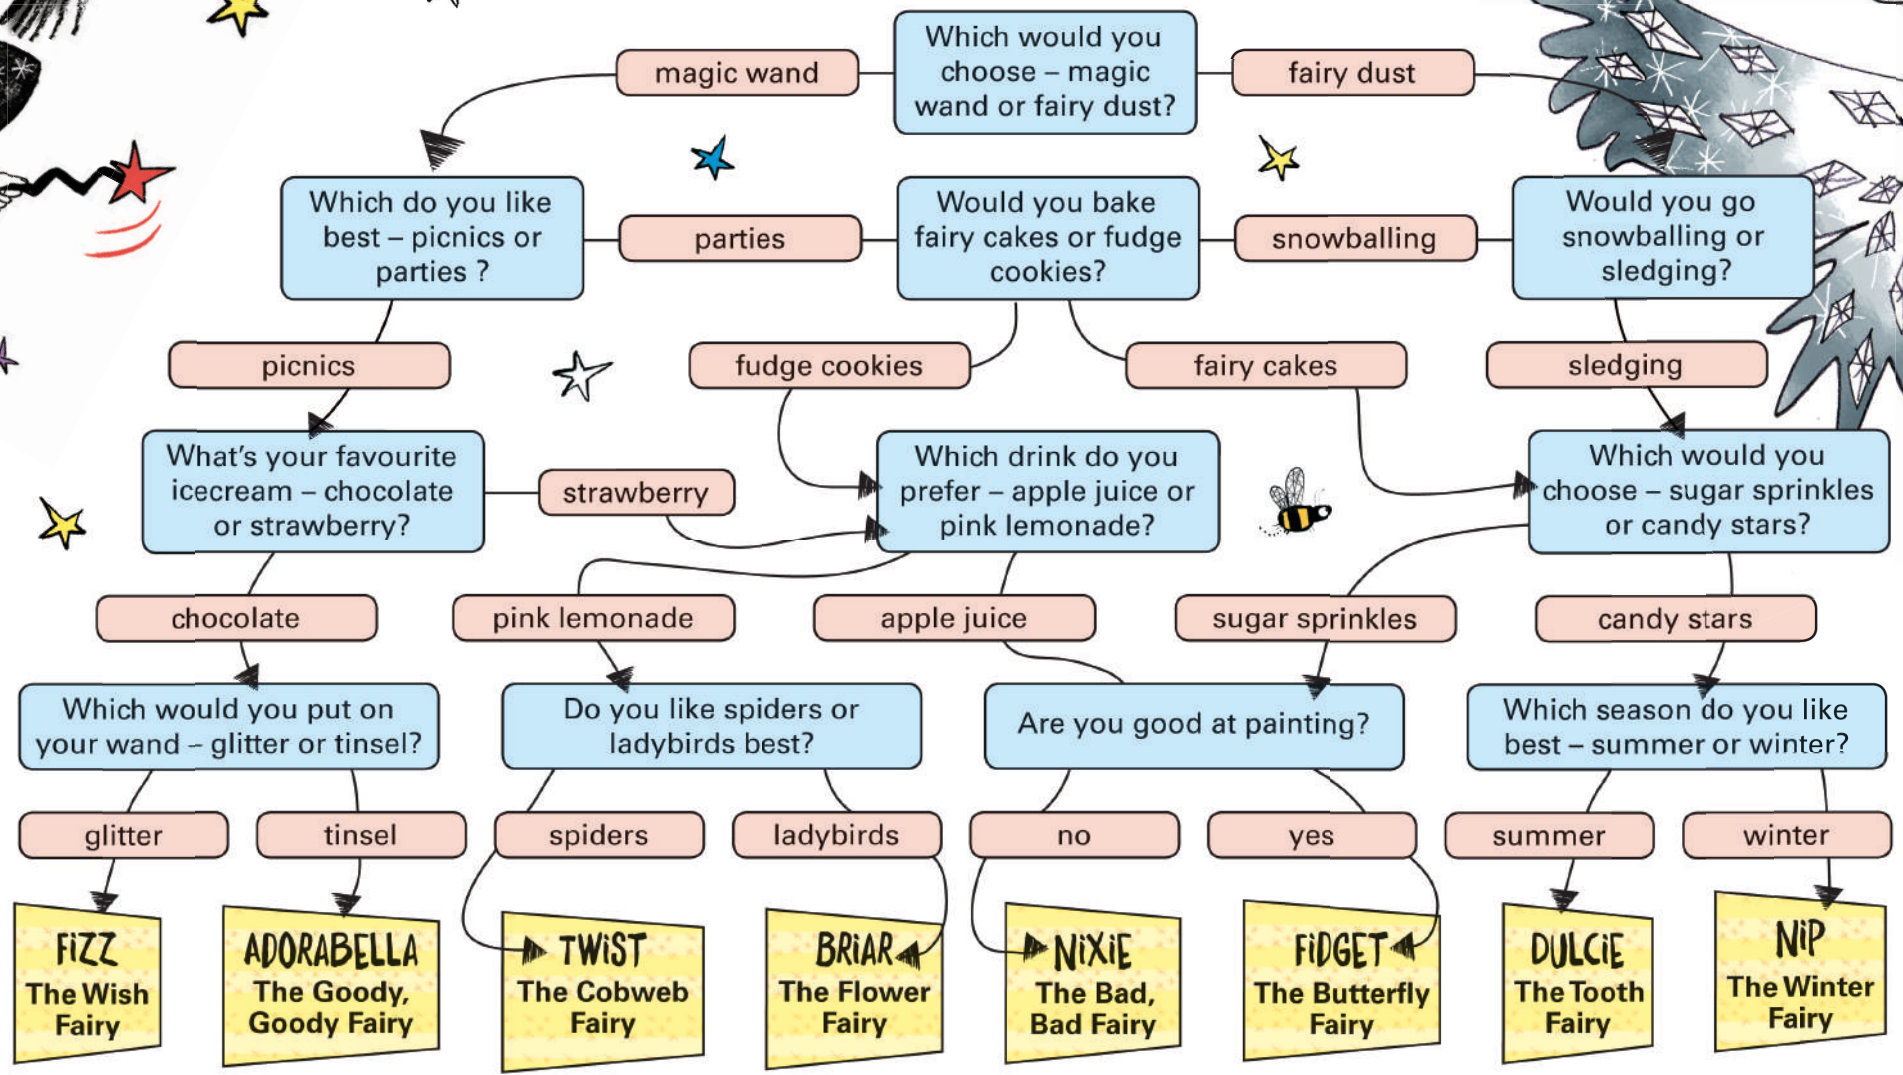 Which would you
choose – magic
wand or fairy dust?
magic wand
fairy dust
Which do you like
best – picnics or
parties ?
parties
Would you bake
fairy cakes or fudge
cookies?
snowballing
Would you go
snowballing or
sledging?
picnics
fudge cookies
fairy cakes
sledging
What's your favourite
icecream – chocolate
or strawberry?
strawberry
Which drink do you
prefer – apple juice or
pink lemonade?
Which would you
choose – sugar sprinkles
or candy stars?
chocolate
pink lemonade
apple juice
sugar sprinkles
candy stars
Which would you put on
your wand – glitter or tinsel?
Do you like spiders or
ladybirds best?
Are you good at painting?
Which season do you like
best – summer or winter?
glitter
tinsel
spiders
ladybirds
no
yes
summer
winter
FiZZ
The Wish
Fairy
ADORABELLA
The Goody,
Goody Fairy
TWiST
The Cobweb
Fairy
BRiAR
The Flower
Fairy
NiXiE
The Bad,
Bad Fairy
FiDGET
The Butterfly
Fairy
DULCiE
The Tooth
Fairy
NiP
The Winter
Fairy